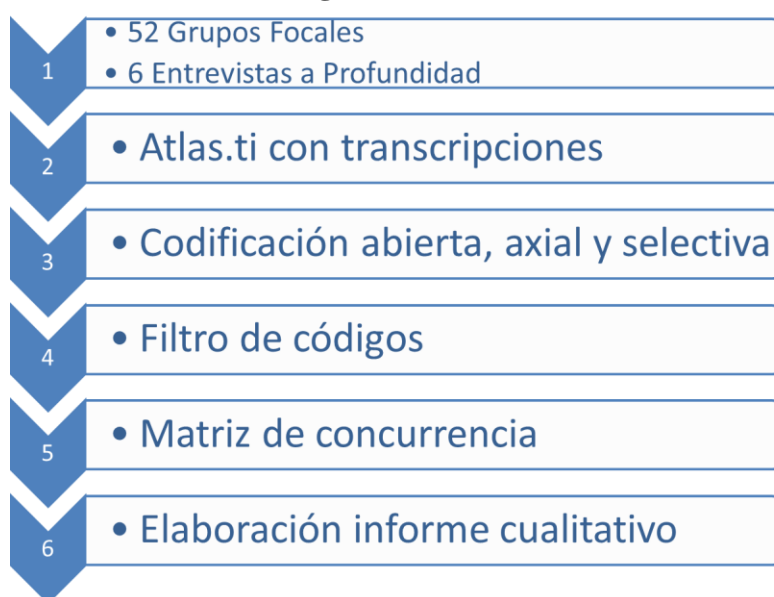 1
• 52 Grupos Focales
• 6 Entrevistas a Profundidad
2
• Atlas.ti con transcripciones
3
• Codificación abierta, axial y selectiva
4
• Filtro de códigos
5
• Matriz de concurrencia
6
• Elaboración informe cualitativo